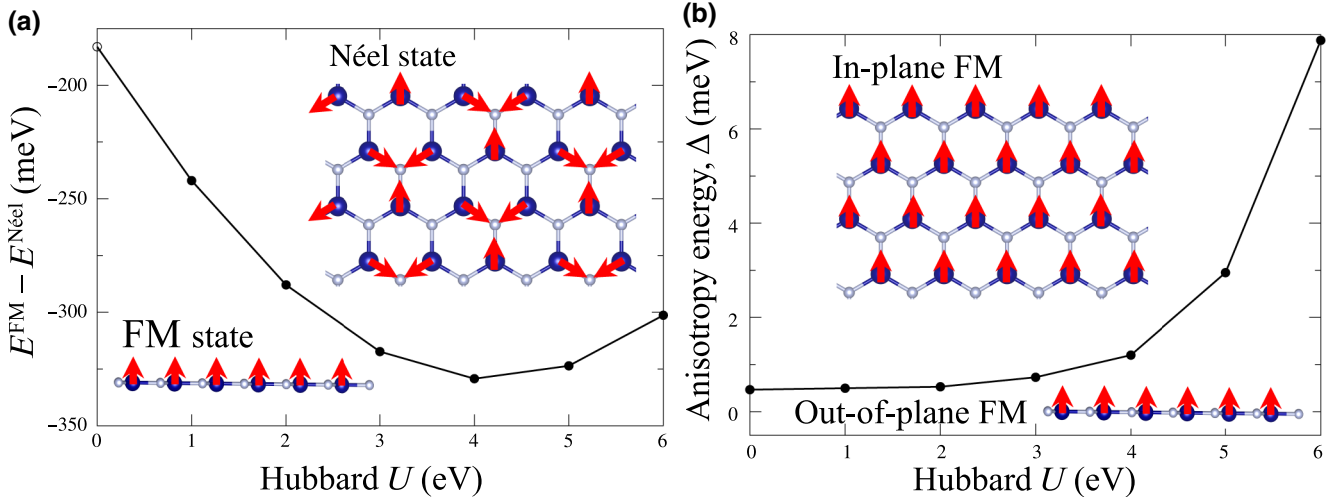 (a)
E^FM – E^Néel (meV)
−200
−250
−300
−350
Néel state
FM state
0 1 2 3 4 5 6
Hubbard U (eV)
(b)
Anisotropy energy, Δ (meV)
8
6
4
2
0
In-plane FM
Out-of-plane FM
0 1 2 3 4 5 6
Hubbard U (eV)